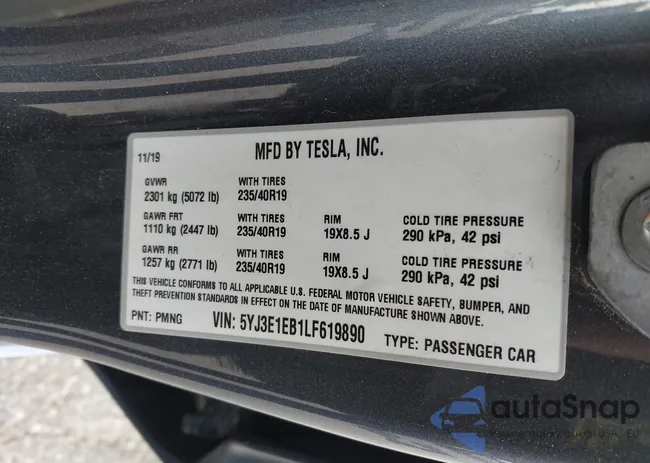 11/19
MFD BY TESLA, INC.
GVWR
2301 kg (5072 lb)
WITH TIRES
235/40R19
GAWR FRT
1110 kg (2447 lb)
WITH TIRES
235/40R19
RIM
19X8.5 J
COLD TIRE PRESSURE
290 kPa, 42 psi
GAWR RR
1257 kg (2771 lb)
WITH TIRES
235/40R19
RIM
19X8.5 J
COLD TIRE PRESSURE
290 kPa, 42 psi
THIS VEHICLE CONFORMS TO ALL APPLICABLE U.S. FEDERAL MOTOR VEHICLE SAFETY, BUMPER, AND
THEFT PREVENTION STANDARDS IN EFFECT ON THE DATE OF MANUFACTURE SHOWN ABOVE.
PNT: PMNG
VIN: 5YJ3E1EB1LF619890
TYPE: PASSENGER CAR
autoSnap